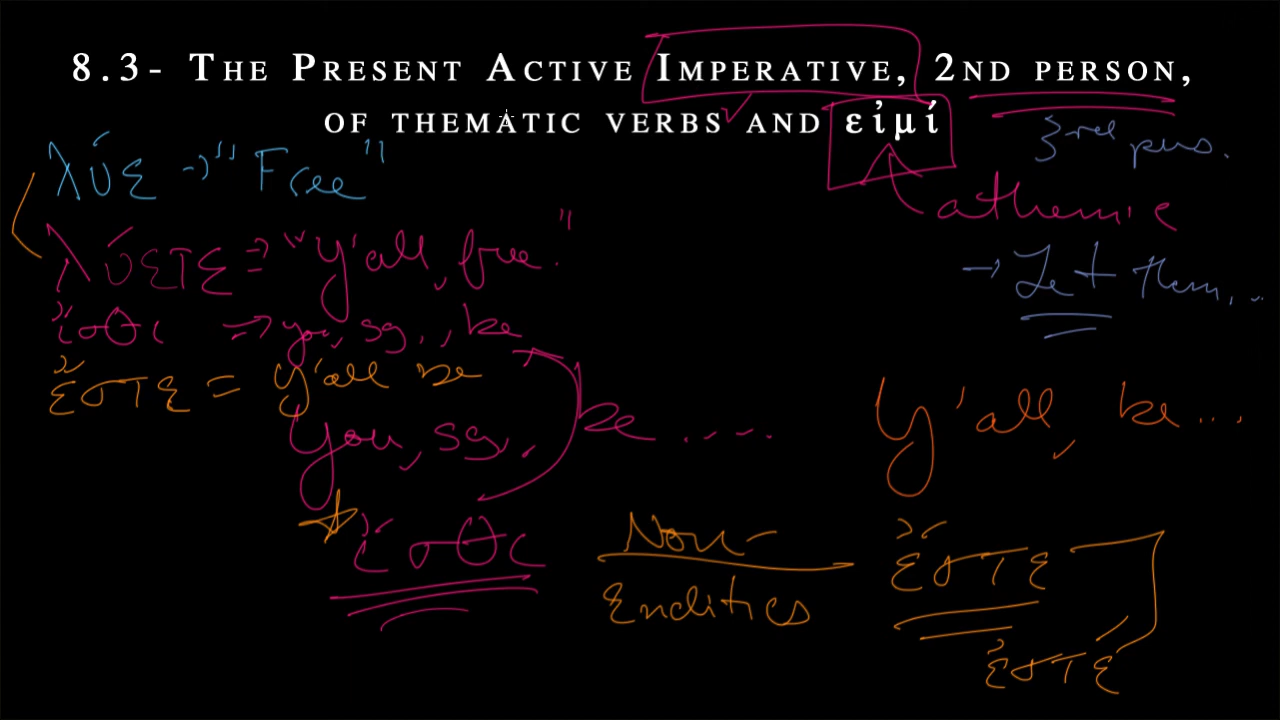 8.3- The Present Active Imperative, 2nd person,
of thematic verbs and εἰμί
3rd pers.
λύε → "Free"
athematic
λύετε ⇒ "Y'all, free."
→ Let them...
ἴσθι ⇒ you, sg., be
ἔστε = Y'all be
You, sg., be ....
Y'all, be...
ἴσθι
Non-
Enclitics
ἔστε
ἐστέ